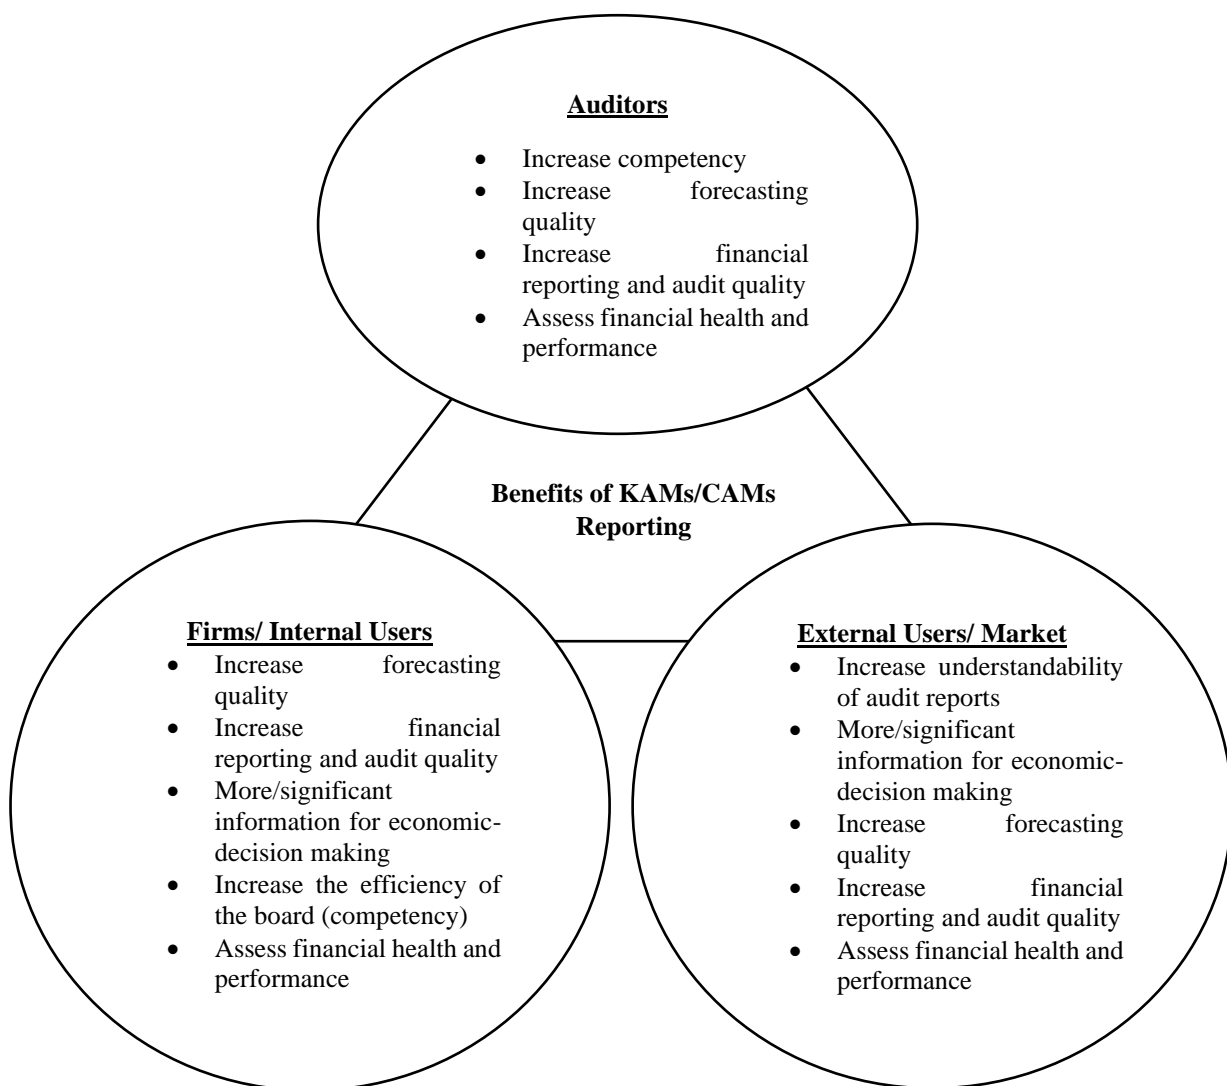 Auditors
• Increase competency
• Increase forecasting
quality
• Increase financial
reporting and audit quality
• Assess financial health and
performance
Benefits of KAMs/CAMs
Reporting
Firms/ Internal Users
• Increase forecasting
quality
• Increase financial
reporting and audit quality
• More/significant
information for economic-
decision making
• Increase the efficiency of
the board (competency)
• Assess financial health and
performance
External Users/ Market
• Increase understandability
of audit reports
• More/significant
information for economic-
decision making
• Increase forecasting
quality
• Increase financial
reporting and audit quality
• Assess financial health and
performance